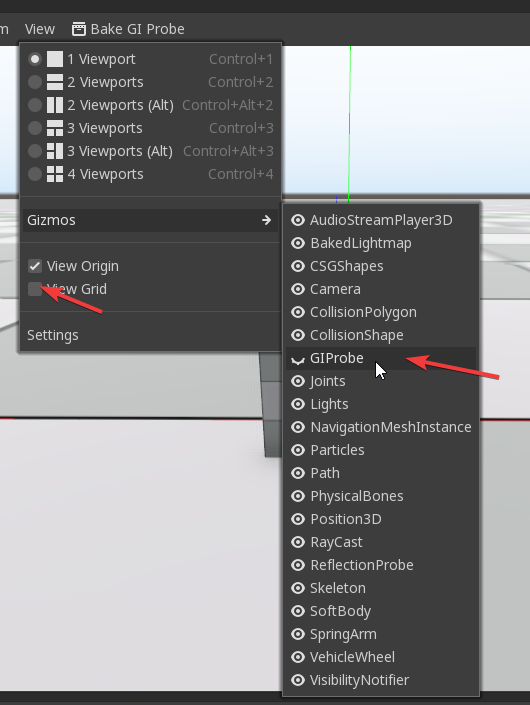 m View Bake GI Probe
1 Viewport Control+1
2 Viewports Control+2
2 Viewports (Alt) Control+Alt+2
3 Viewports Control+3
3 Viewports (Alt) Control+Alt+3
4 Viewports Control+4
Gizmos
View Origin
View Grid
Settings
AudioStreamPlayer3D
BakedLightmap
CSGShapes
Camera
CollisionPolygon
CollisionShape
GIProbe
Joints
Lights
NavigationMeshInstance
Particles
Path
PhysicalBones
Position3D
RayCast
ReflectionProbe
Skeleton
SoftBody
SpringArm
VehicleWheel
VisibilityNotifier